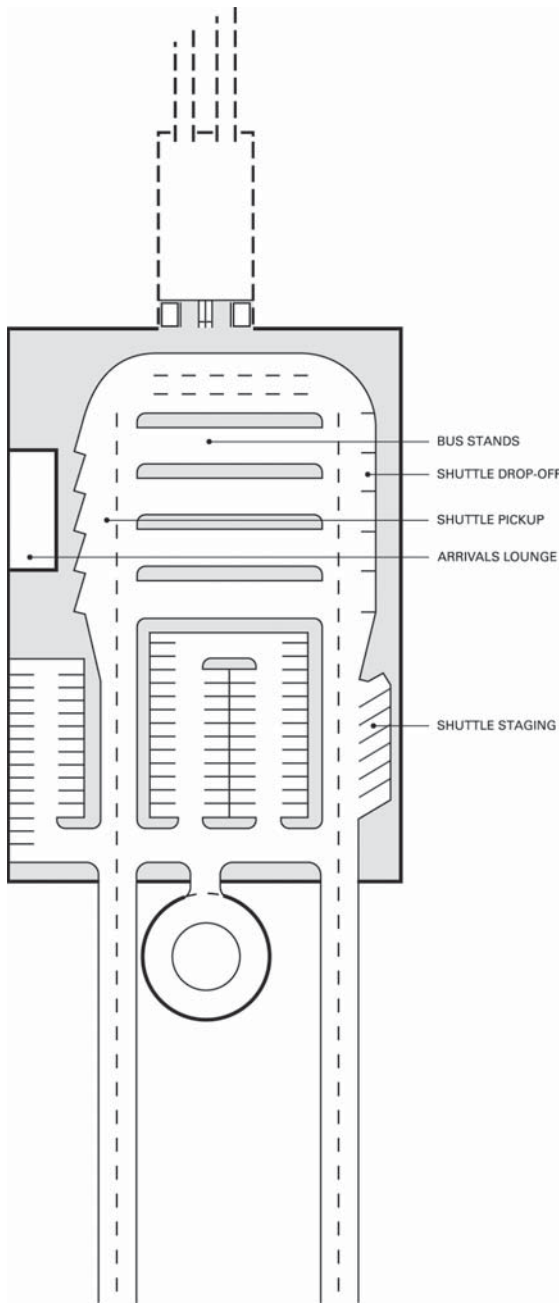 BUS STANDS
SHUTTLE DROP-OFF
SHUTTLE PICKUP
ARRIVALS LOUNGE
SHUTTLE STAGING